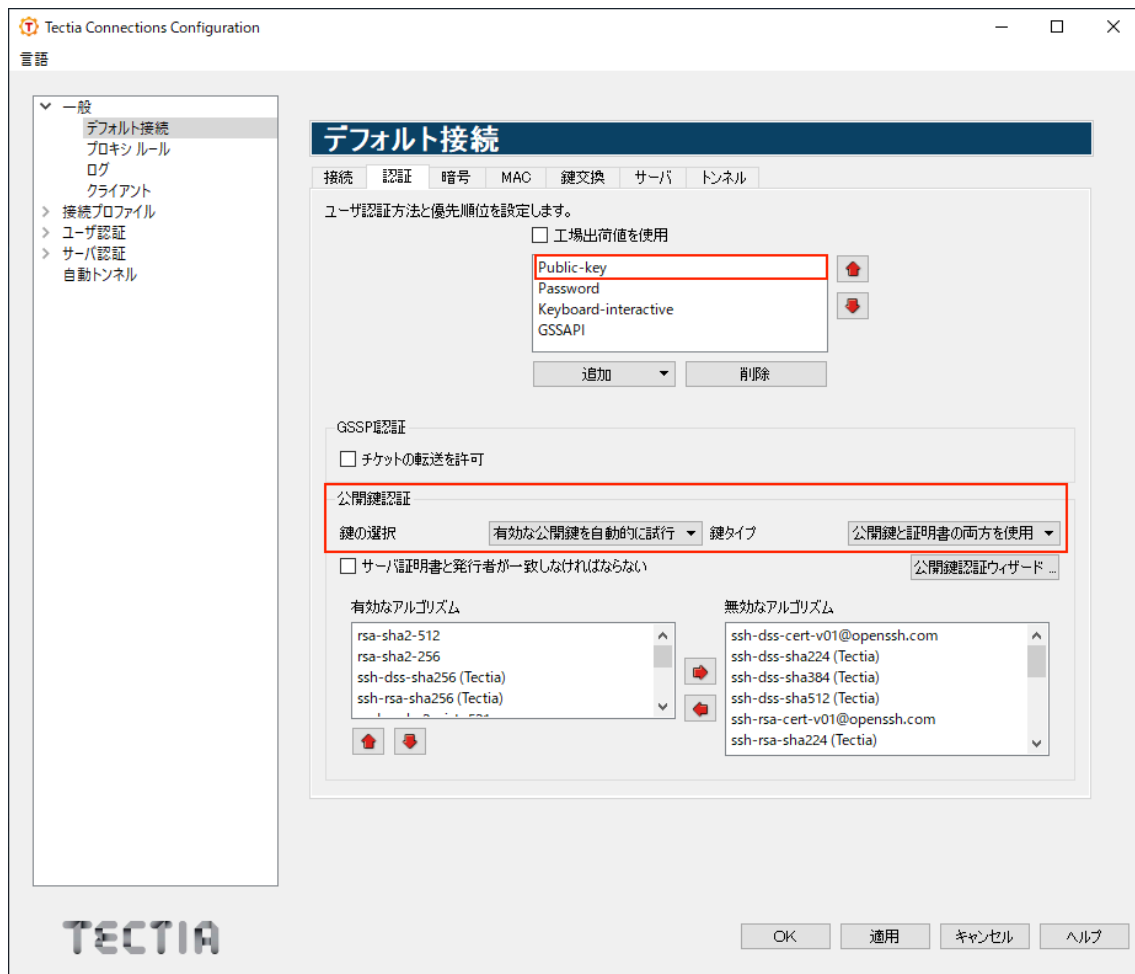 Tectia Connections Configuration
言語
一般
デフォルト接続
プロキシ ルール
ログ
クライアント
接続プロファイル
ユーザ認証
サーバ認証
自動トンネル
デフォルト接続
接続 認証 暗号 MAC 鍵交換 サーバ トンネル
ユーザ認証方法と優先順位を設定します。
工場出荷値を使用
Public-key
Password
Keyboard-interactive
GSSAPI
追加 削除
GSSPI認証
チケットの転送を許可
公開鍵認証
鍵の選択 有効な公開鍵を自動的に試行 鍵タイプ 公開鍵と証明書の両方を使用
サーバ証明書と発行者が一致しなければならない 公開鍵認証ウィザード ...
有効なアルゴリズム
rsa-sha2-512
rsa-sha2-256
ssh-dss-sha256 (Tectia)
ssh-rsa-sha256 (Tectia)
無効なアルゴリズム
ssh-dss-cert-v01@openssh.com
ssh-dss-sha224 (Tectia)
ssh-dss-sha384 (Tectia)
ssh-dss-sha512 (Tectia)
ssh-rsa-cert-v01@openssh.com
ssh-rsa-sha224 (Tectia)
TECTIA
OK 適用 キャンセル ヘルプ